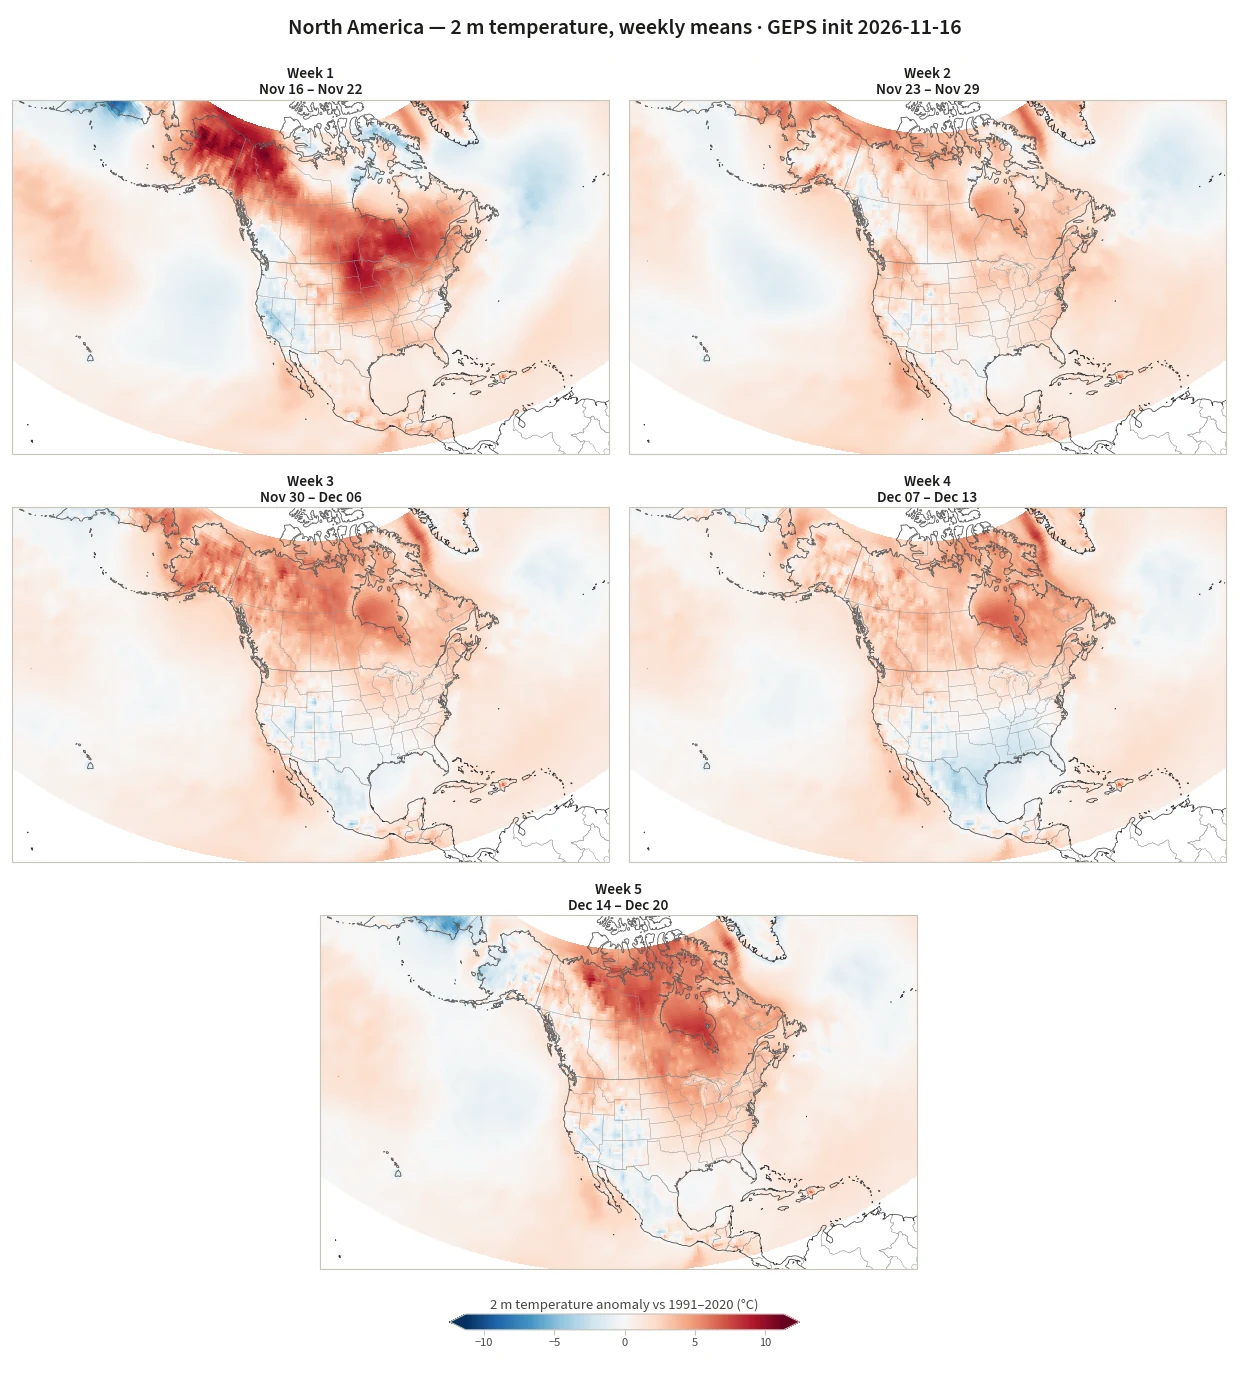 North America — 2 m temperature, weekly means · GEPS init 2026-11-16
Week 1
Nov 16 – Nov 22
Week 2
Nov 23 – Nov 29
Week 3
Nov 30 – Dec 06
Week 4
Dec 07 – Dec 13
Week 5
Dec 14 – Dec 20
2 m temperature anomaly vs 1991–2020 (°C)
−10 −5 0 5 10